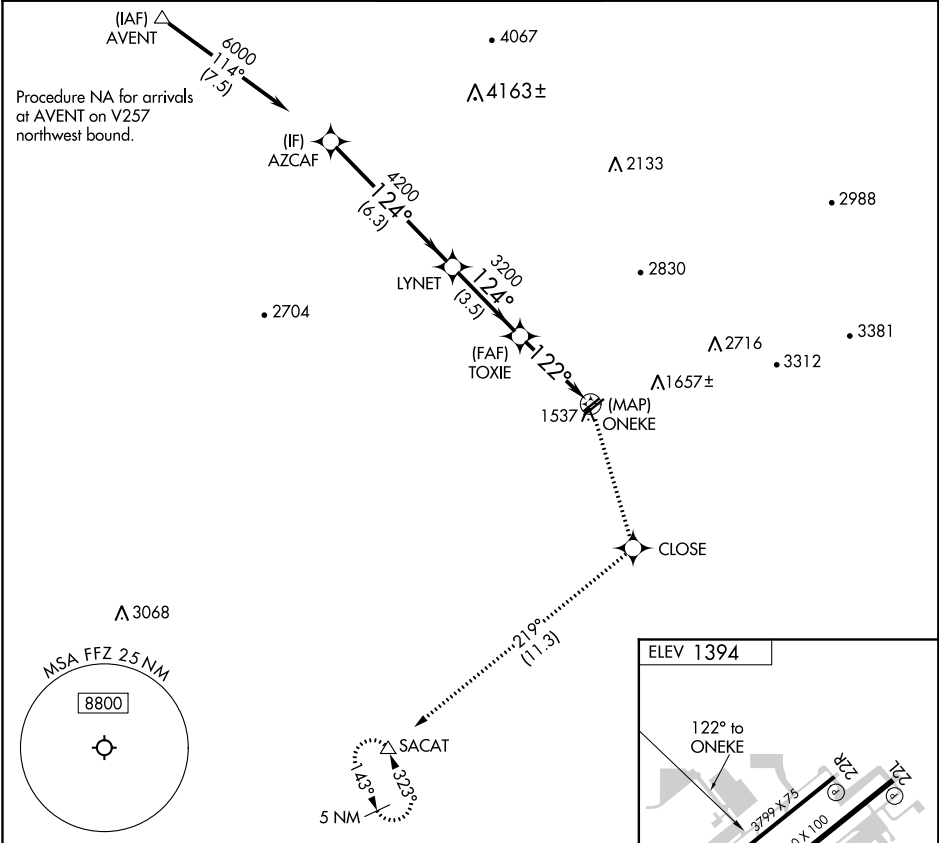 (IAF)
AVENT
6000
114°
(7.5)
4067
4163±
Procedure NA for arrivals
at AVENT on V257
northwest bound.
(IF)
AZCAF
2133
4200
124°
(6.3)
2988
LYNET
3200
124°
(3.5)
2830
2704
(FAF)
TOXIE
122°
2716
3381
3312
1657±
1537
(MAP)
ONEKE
CLOSE
3068
219°
(11.3)
MSA FFZ 25 NM
8800
SACAT
143°
323°
5 NM
ELEV 1394
122° to
ONEKE
22R
22L
3799 X 75
0 X 100
P
P